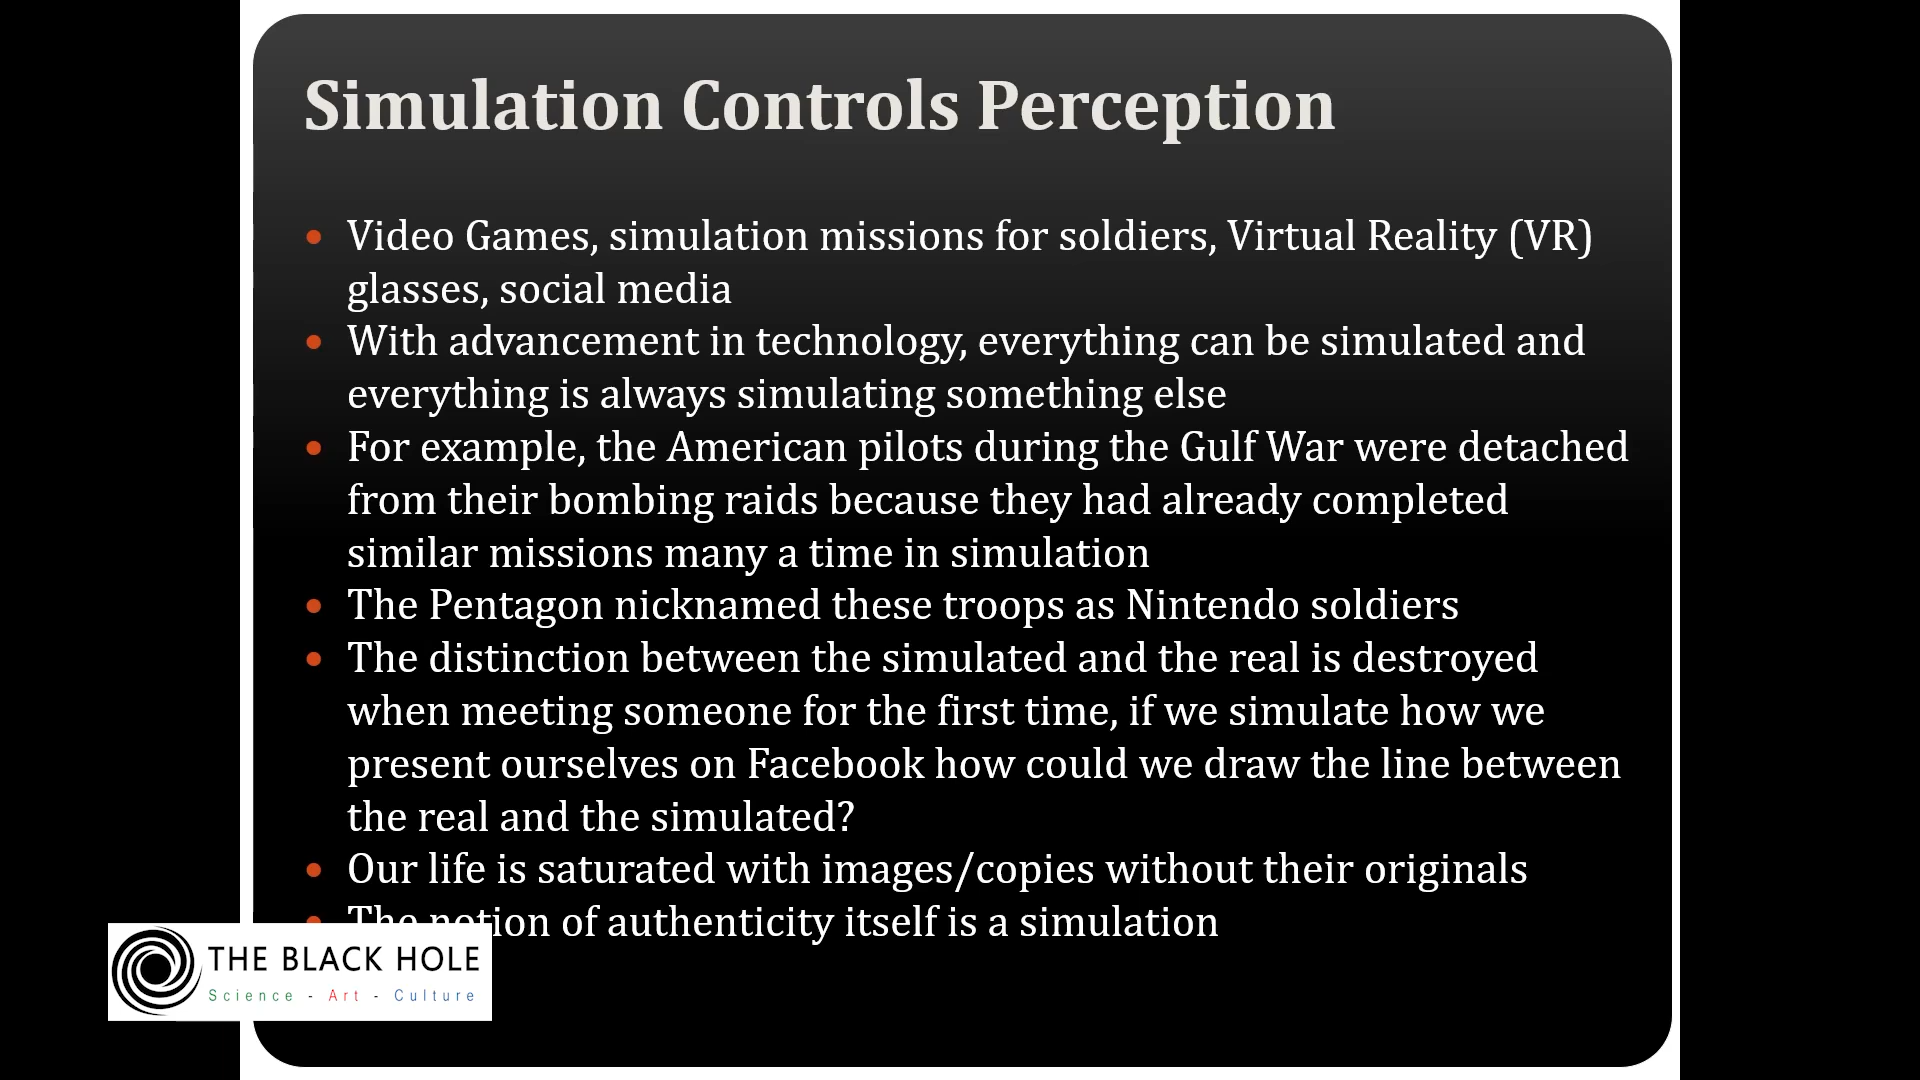 Simulation Controls Perception
• Video Games, simulation missions for soldiers, Virtual Reality (VR)
glasses, social media
• With advancement in technology, everything can be simulated and
everything is always simulating something else
• For example, the American pilots during the Gulf War were detached
from their bombing raids because they had already completed
similar missions many a time in simulation
• The Pentagon nicknamed these troops as Nintendo soldiers
• The distinction between the simulated and the real is destroyed
when meeting someone for the first time, if we simulate how we
present ourselves on Facebook how could we draw the line between
the real and the simulated?
• Our life is saturated with images/copies without their originals
• The notion of authenticity itself is a simulation
THE BLACK HOLE
Science - Art - Culture